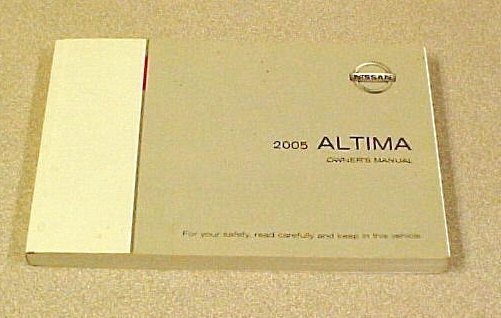 NISSAN
2005 ALTIMA
OWNER'S MANUAL
For your safety, read carefully and keep in this vehicle.